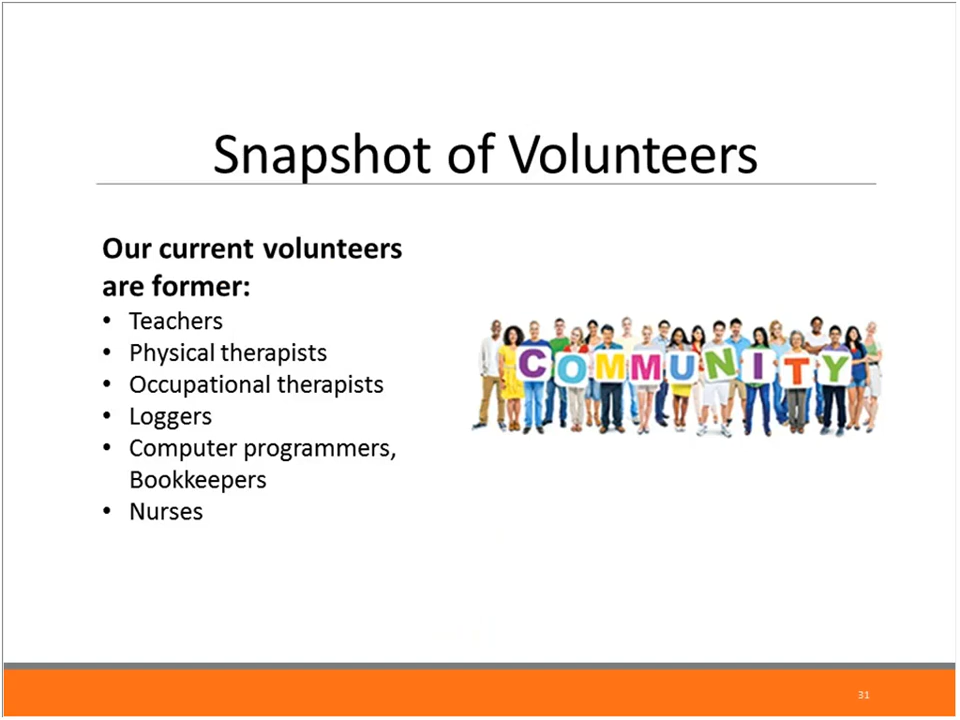 Snapshot of Volunteers
Our current volunteers
are former:
• Teachers
• Physical therapists
• Occupational therapists
• Loggers
• Computer programmers,
Bookkeepers
• Nurses
COMMUNITY
31